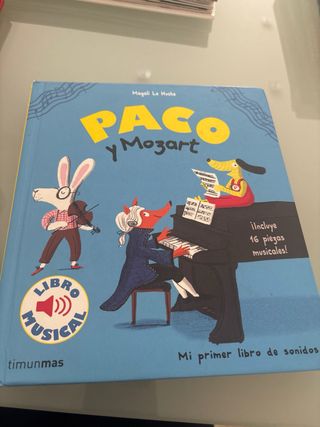 Magali Le Huche
PACO
y Mozart
¡Incluye
16 piezas
musicales!
LIBRO
MUSICAL
timunmas
Mi primer libro de sonidos